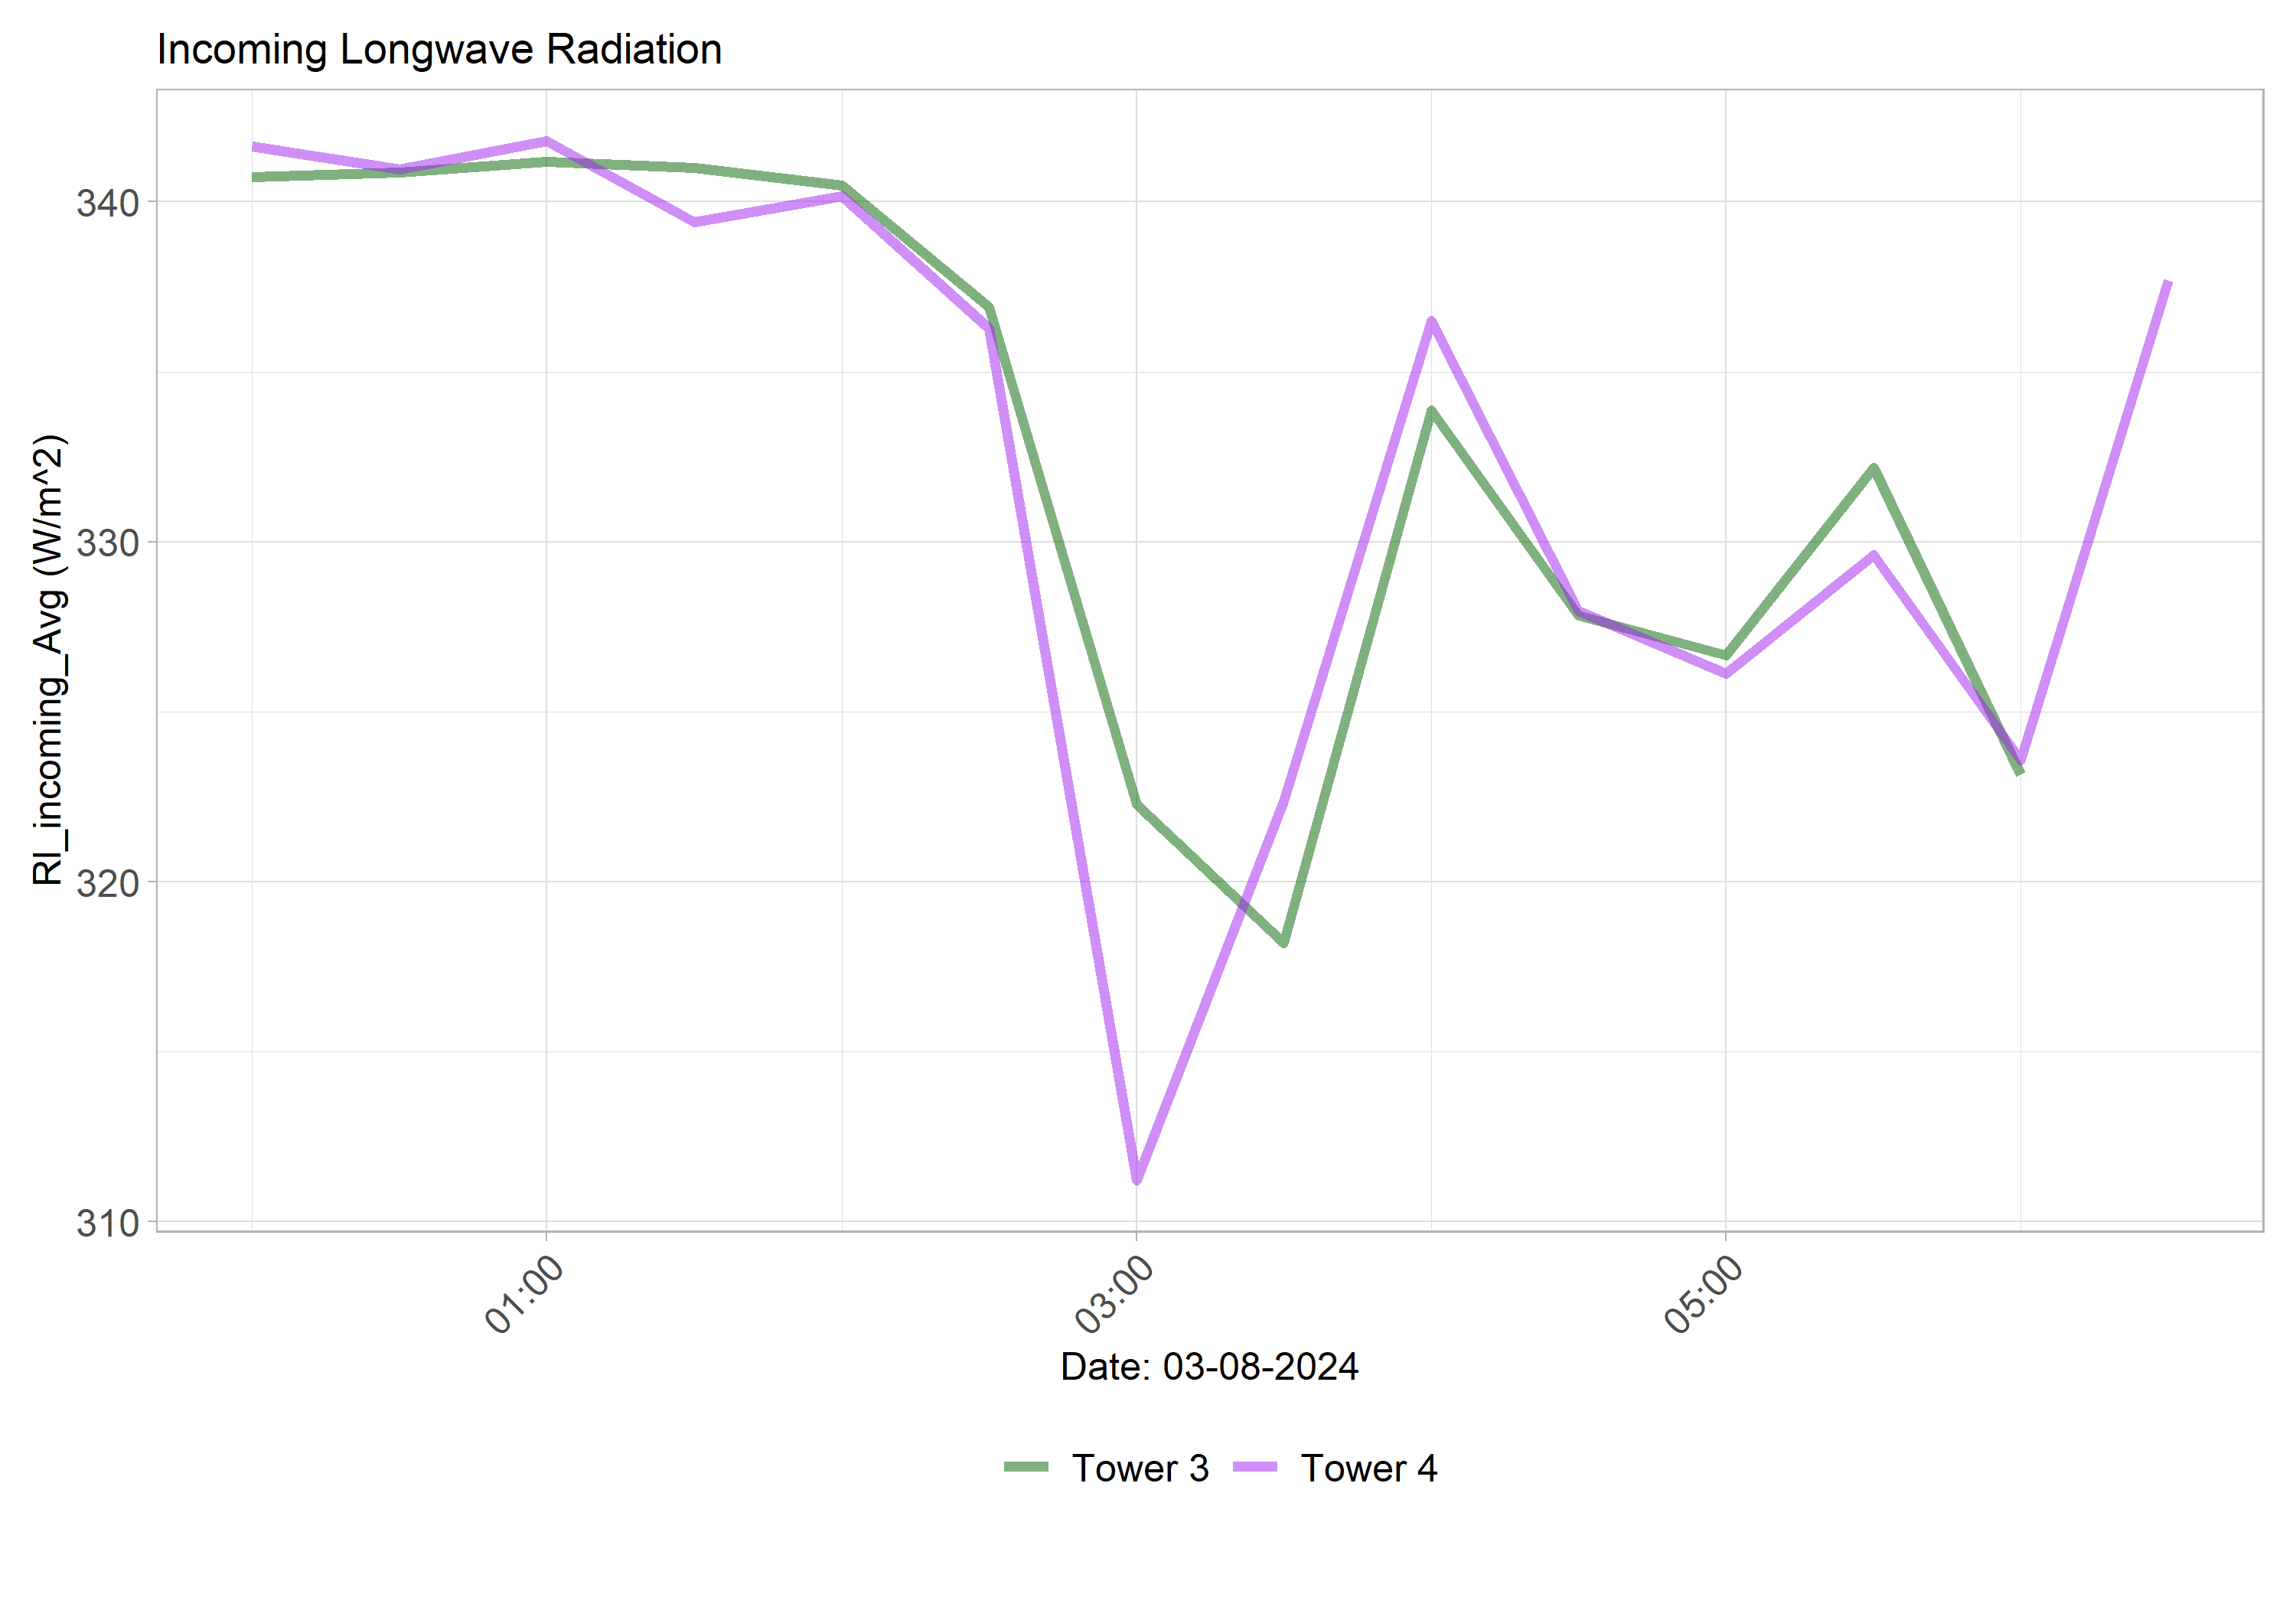 Incoming Longwave Radiation
Rl_incoming_Avg (W/m^2)
340
330
320
310
01:00
03:00
05:00
Date: 03-08-2024
Tower 3
Tower 4